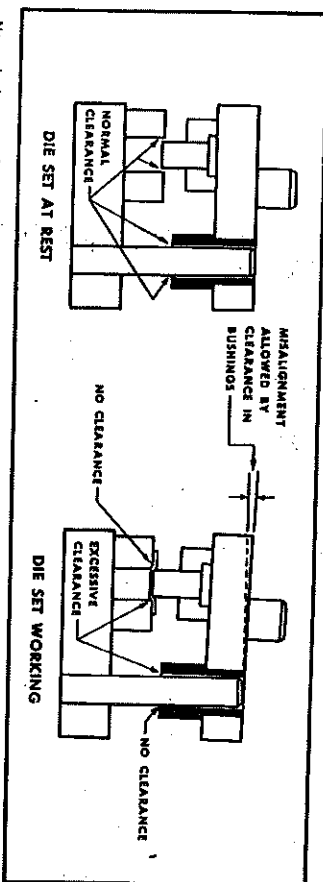 NORMAL
CLEARANCE
DIE SET AT REST
MISALIGNMENT
ALLOWED BY
CLEARANCE IN
BUSHINGS
NO CLEARANCE
EXCESSIVE
CLEARANCE
NO CLEARANCE
DIE SET WORKING